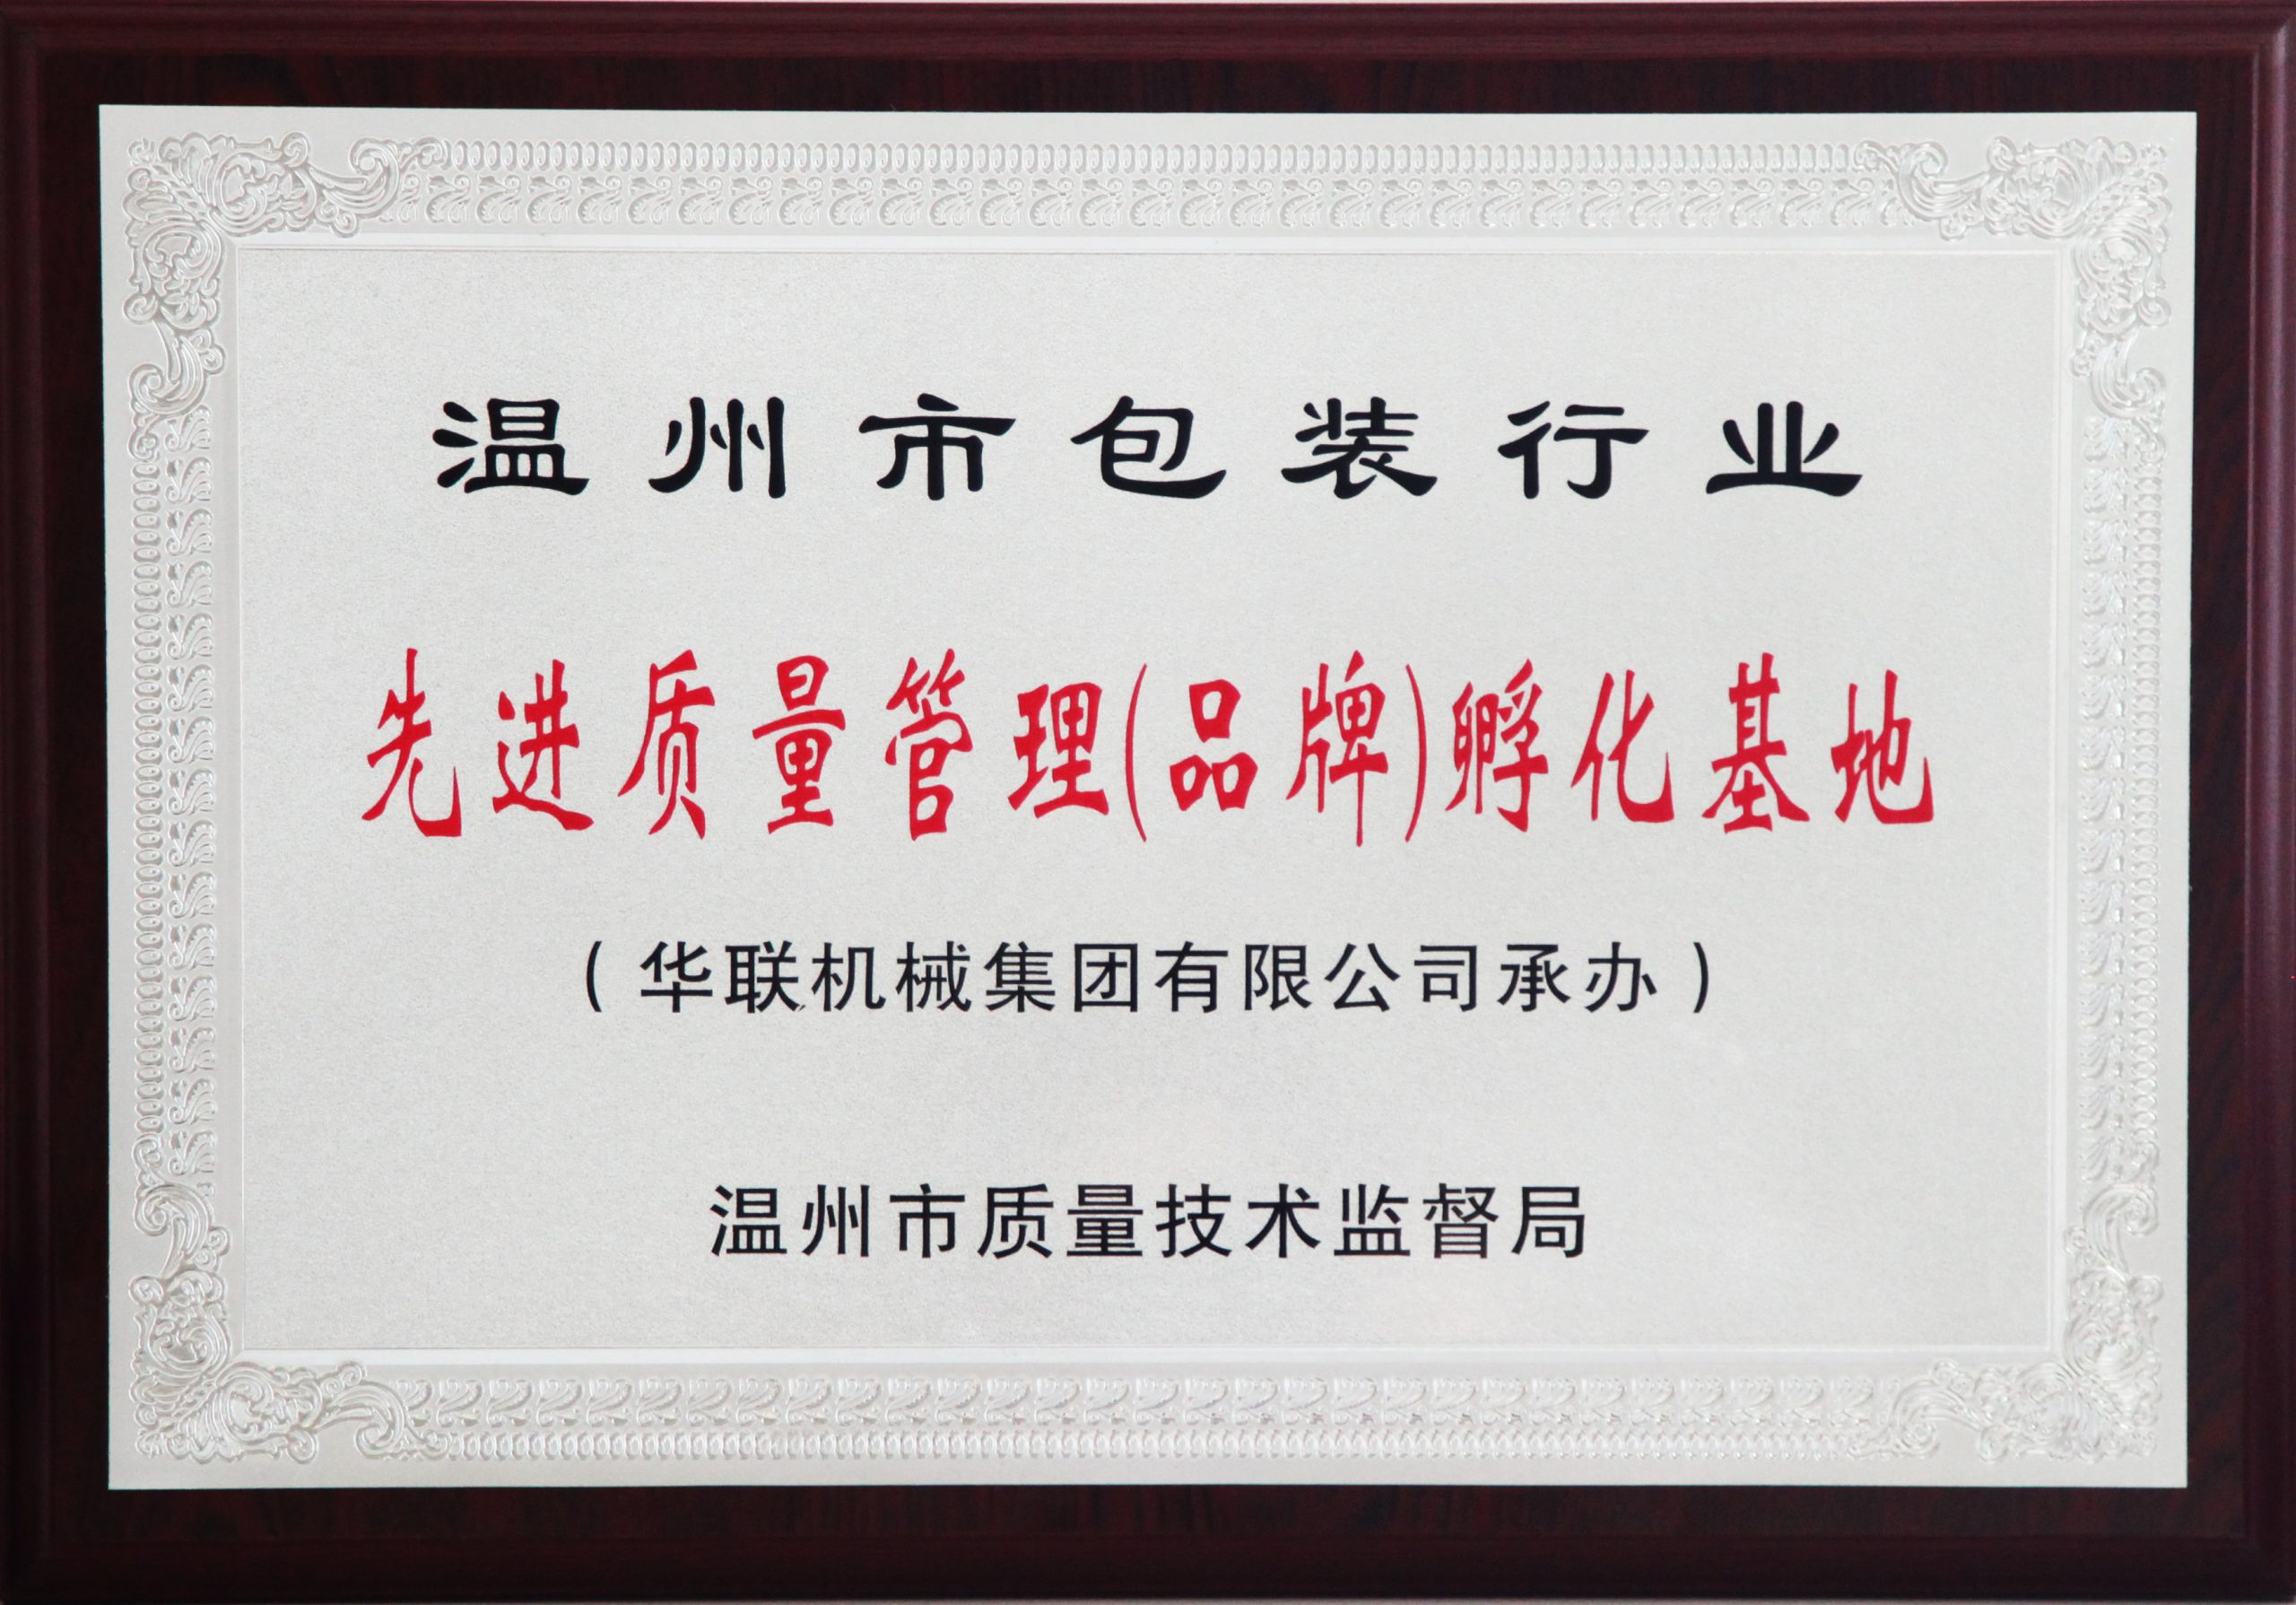 温州市包装行业
先进质量管理(品牌)孵化基地
(华联机械集团有限公司承办)
温州市质量技术监督局